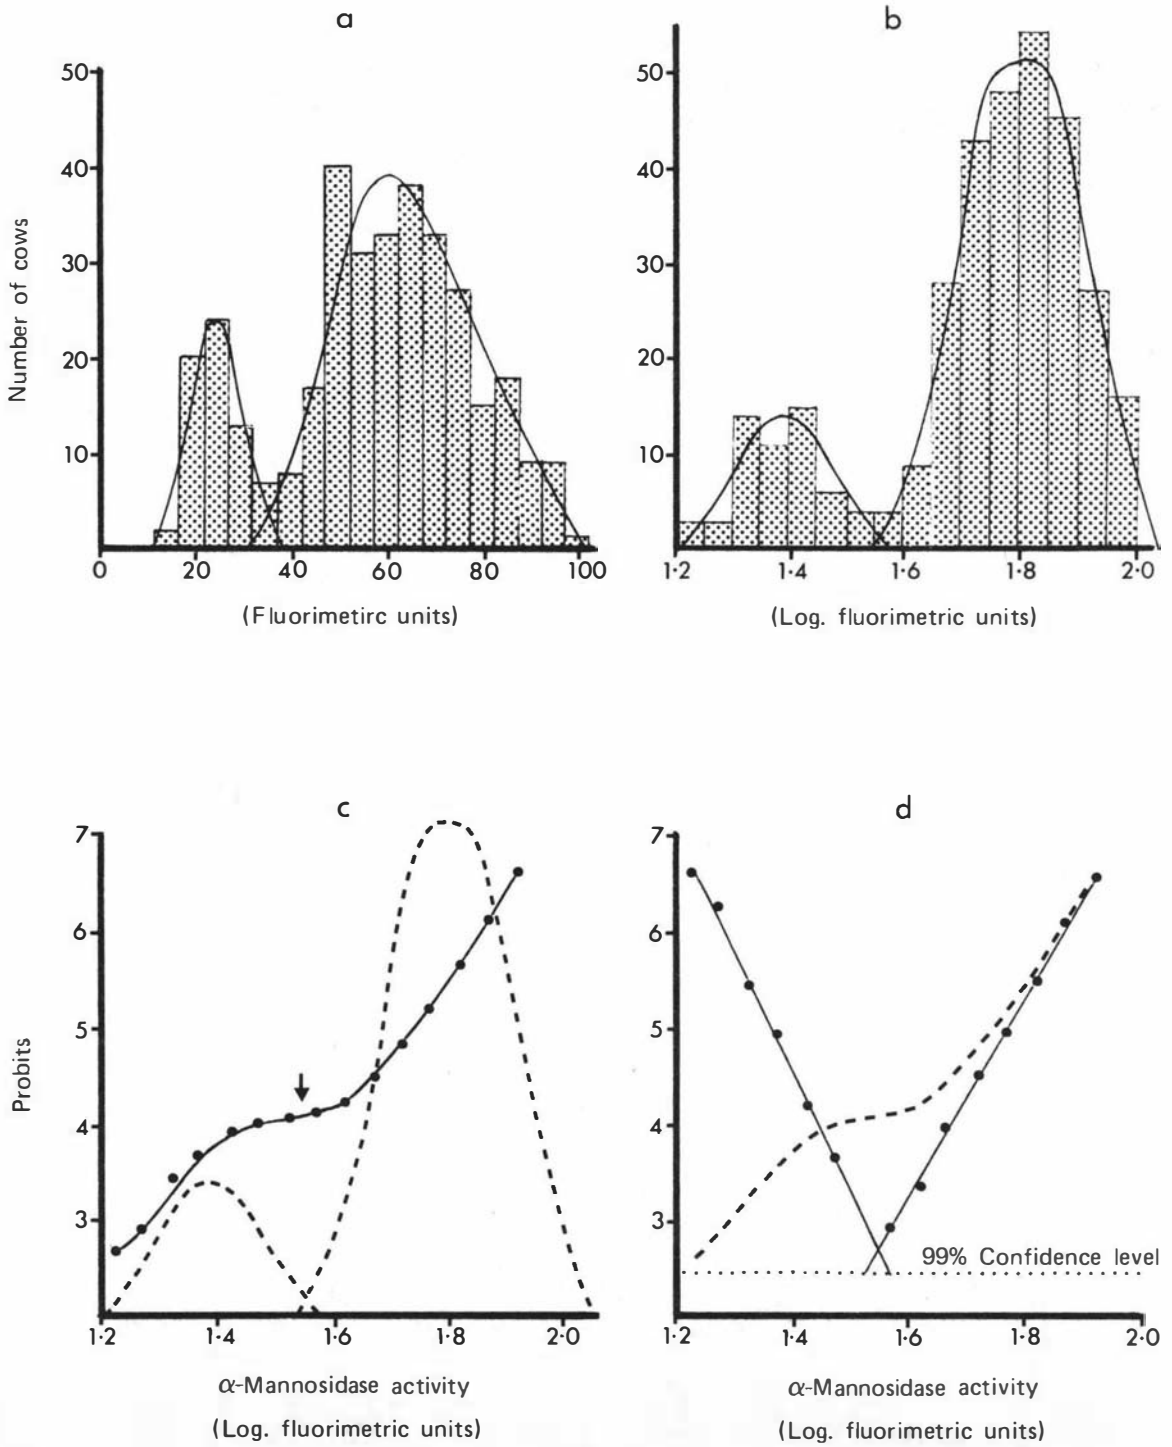 a
b
Number of cows
50
40
30
20
10
0 20 40 60 80 100
(Fluorimetirc units)
50
40
30
20
10
1·2 1·4 1·6 1·8 2·0
(Log. fluorimetric units)
c
d
Probits
7
6
5
4
3
1·2 1·4 1·6 1·8 2·0
α-Mannosidase activity
(Log. fluorimetric units)
7
6
5
4
3
99% Confidence level
1·2 1·4 1·6 1·8 2·0
α-Mannosidase activity
(Log. fluorimetric units)